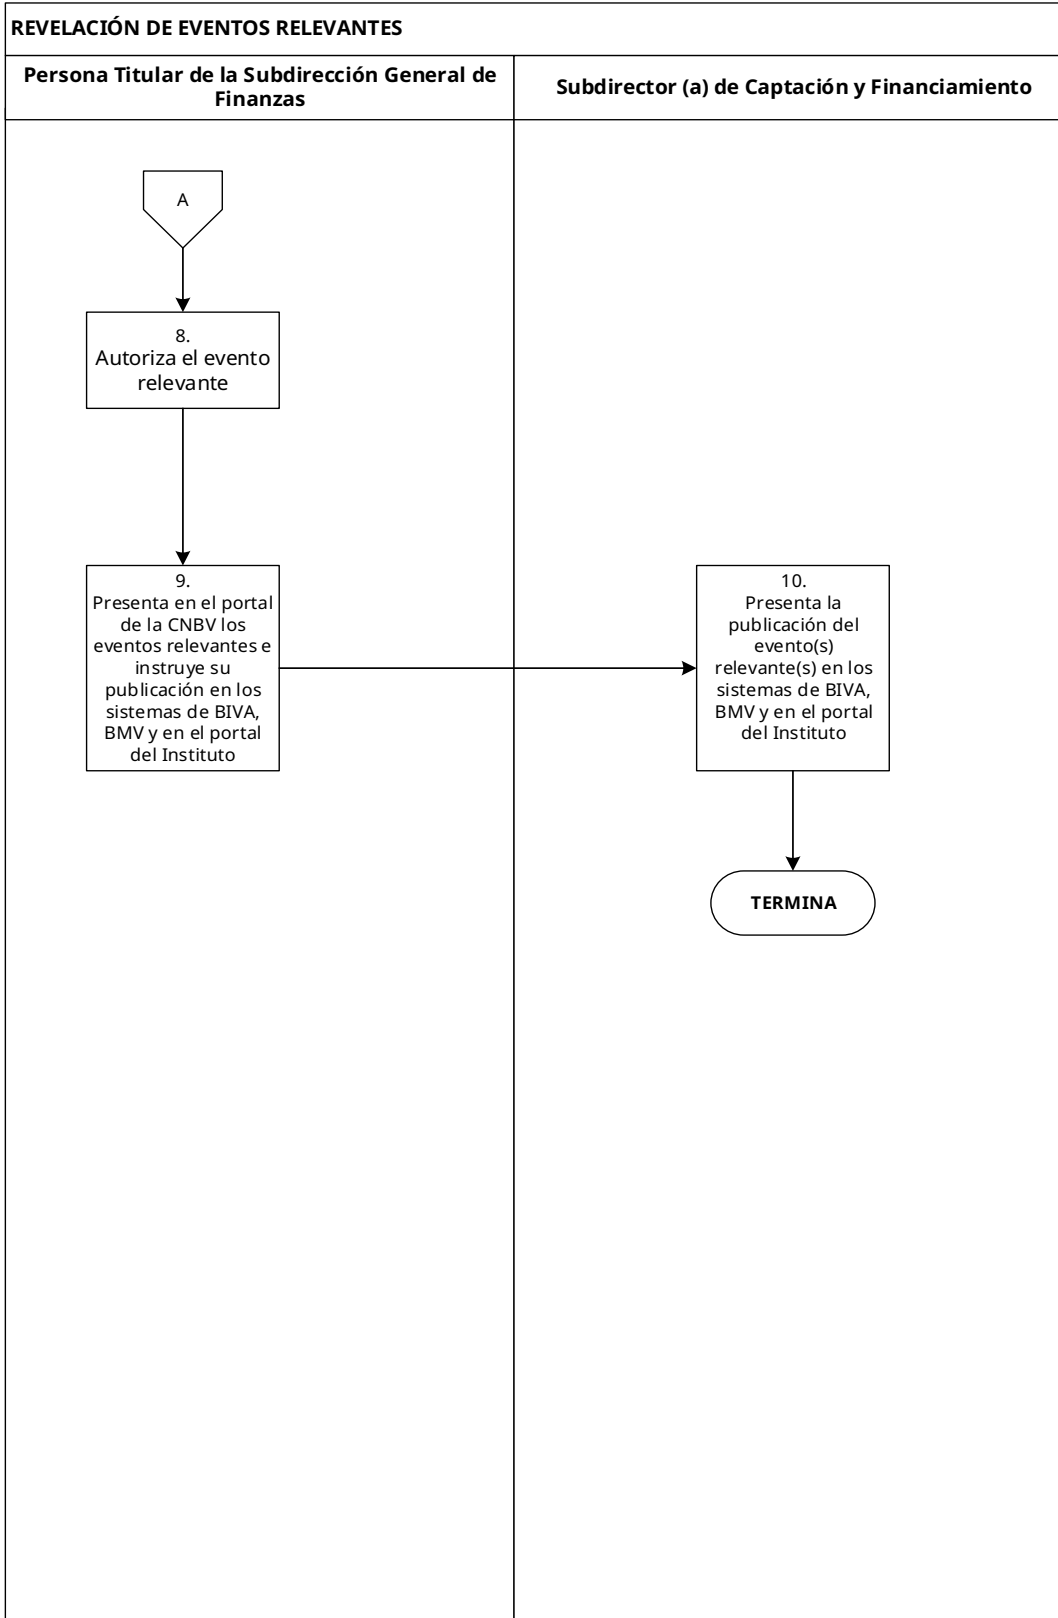 REVELACIÓN DE EVENTOS RELEVANTES
Persona Titular de la Subdirección General de
Finanzas
Subdirector (a) de Captación y Financiamiento
A
8.
Autoriza el evento
relevante
9.
Presenta en el portal
de la CNBV los
eventos relevantes e
instruye su
publicación en los
sistemas de BIVA,
BMV y en el portal
del Instituto
10.
Presenta la
publicación del
evento(s)
relevante(s) en los
sistemas de BIVA,
BMV y en el portal
del Instituto
TERMINA